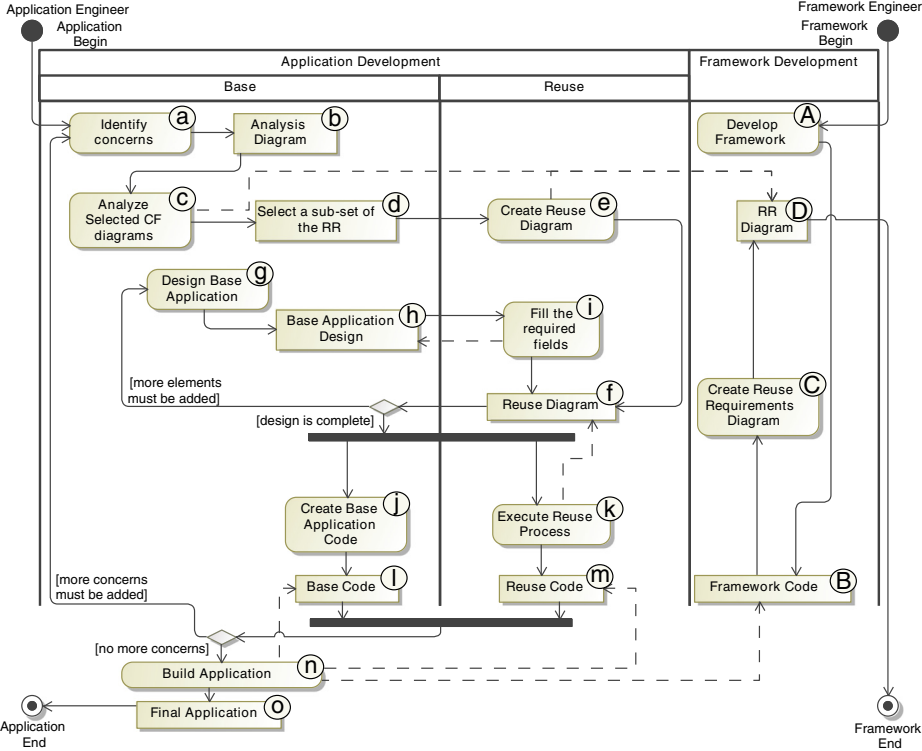 Application Engineer
Application
Begin
Framework Engineer
Framework
Begin
Application Development
Framework Development
Base
Reuse
Identify
concerns
a
Analysis
Diagram
b
Develop
Framework
A
Analyze
Selected CF
diagrams
c
Select a sub-set of
the RR
d
Create Reuse
Diagram
e
RR
Diagram
D
Design Base
Application
g
Base Application
Design
h
Fill the
required
fields
i
[more elements
must be added]
Reuse Diagram
f
Create Reuse
Requirements
Diagram
C
[design is complete]
Create Base
Application
Code
j
Execute Reuse
Process
k
[more concerns
must be added]
Base Code
l
Reuse Code
m
Framework Code
B
[no more concerns]
Build Application
n
Final Application
o
Application
End
Framework
End